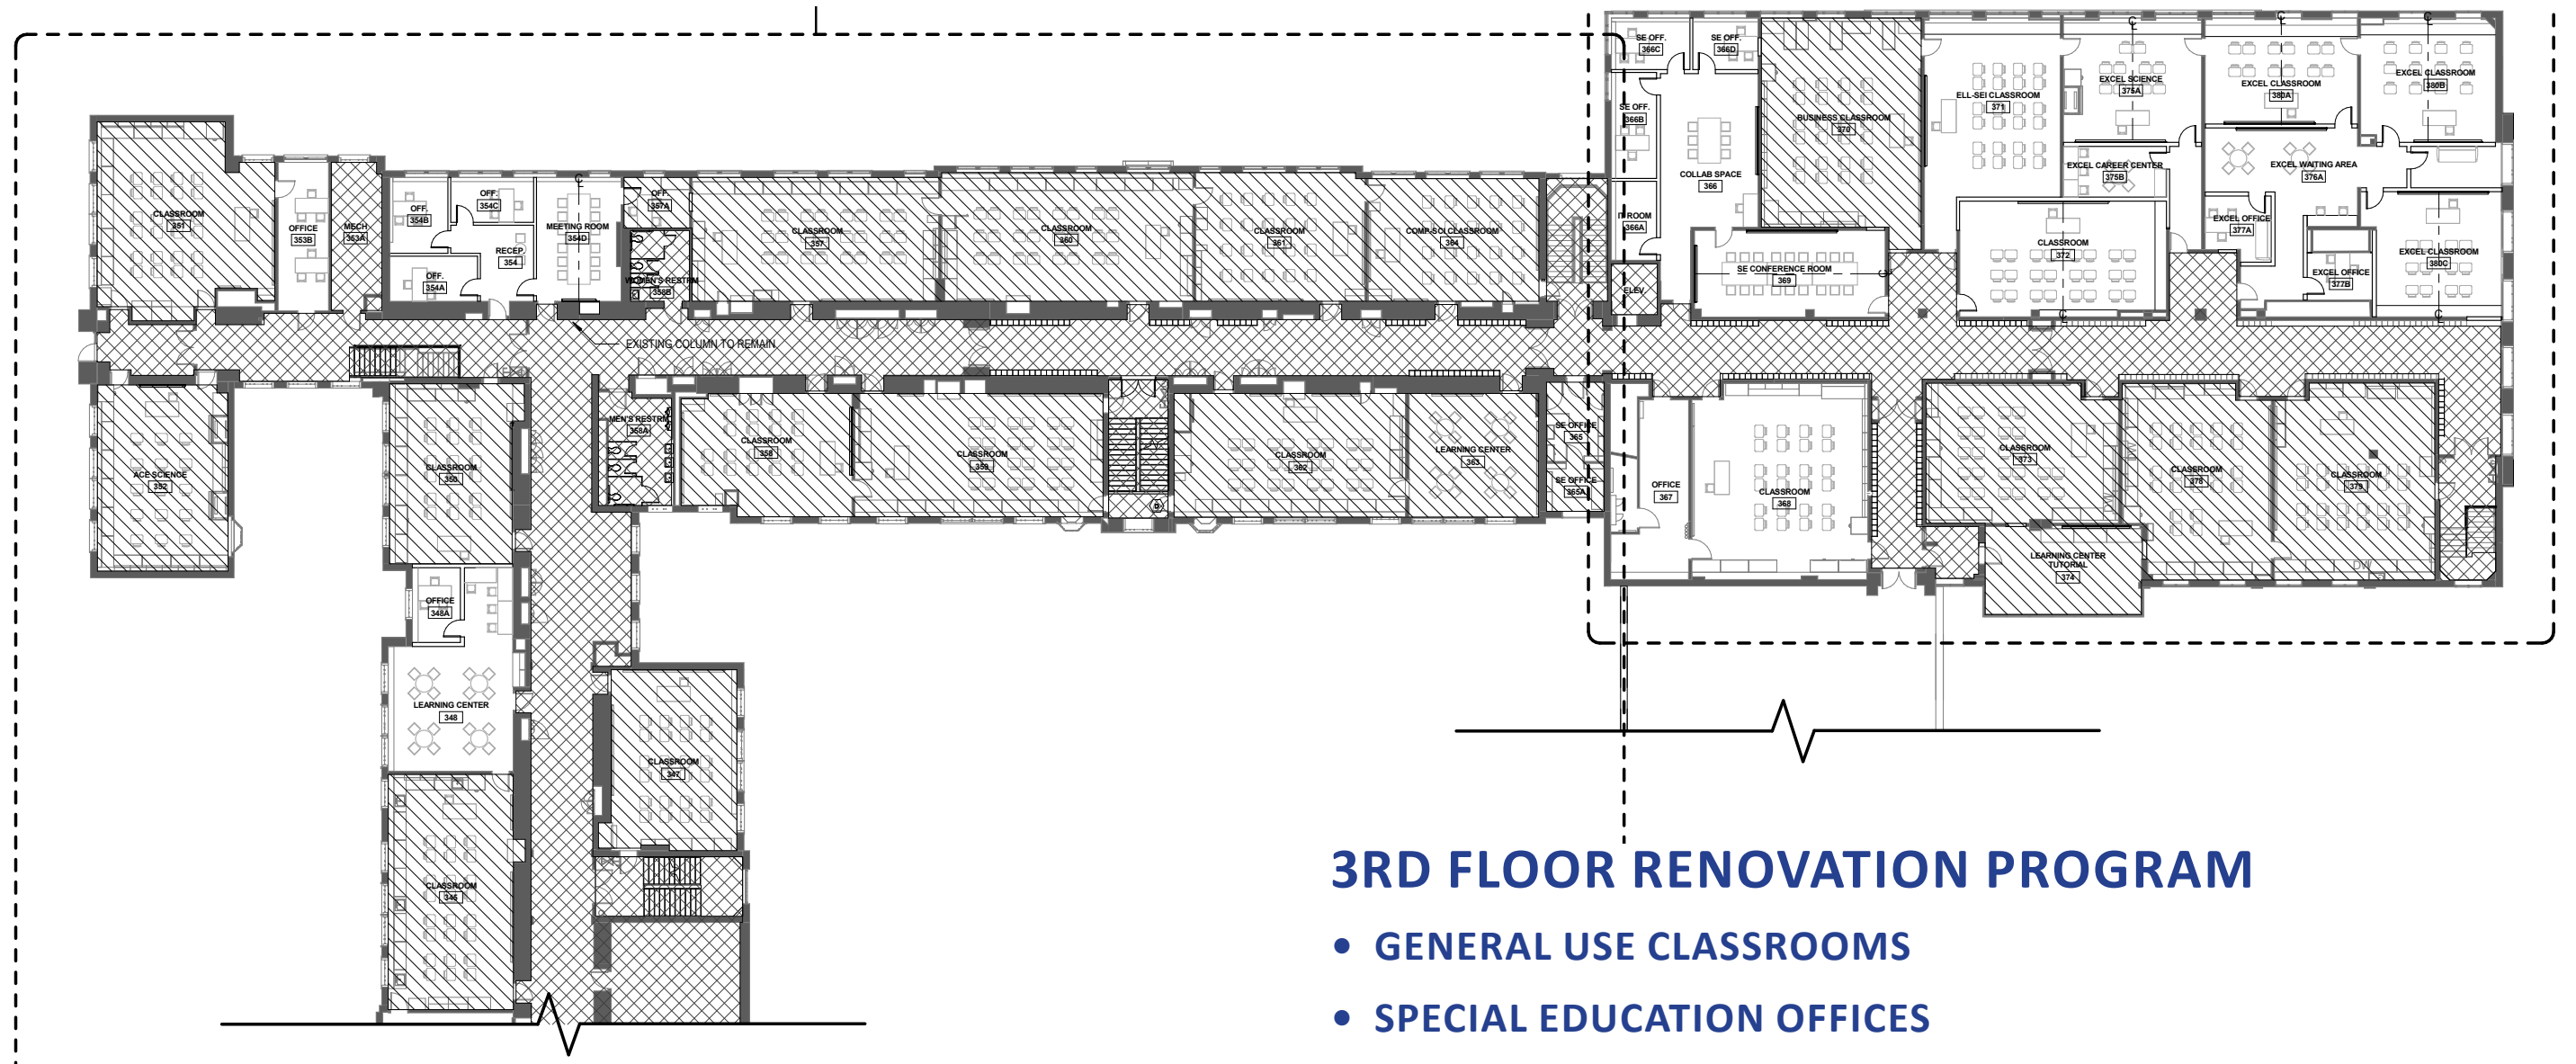 SE OFF.
366C
SE OFF.
366D
SE OFF.
366B
COLLAB SPACE
366
IT ROOM
366A
ELEV.
BUSINESS CLASSROOM
370
ELL-SEI CLASSROOM
371
EXCEL SCIENCE
375A
EXCEL CLASSROOM
380A
EXCEL CLASSROOM
380B
EXCEL CAREER CENTER
375B
EXCEL WAITING AREA
376A
EXCEL OFFICE
377A
EXCEL OFFICE
377B
EXCEL CLASSROOM
380C
CLASSROOM
372
SE CONFERENCE ROOM
369
CLASSROOM
351
OFFICE
353B
MECH
353A
OFF.
354B
OFF.
354C
RECEP.
354
OFF.
354A
MEETING ROOM
354D
OFF.
357A
WOMEN'S RESTRM
356B
CLASSROOM
357
CLASSROOM
360
CLASSROOM
361
COMP-SCI CLASSROOM
364
EXISTING COLUMN TO REMAIN
ACE SCIENCE
352
CLASSROOM
350
MEN'S RESTRM
358A
CLASSROOM
358
CLASSROOM
359
CLASSROOM
362
LEARNING CENTER
363
SE OFFICE
365
SE OFFICE
365A
OFFICE
367
CLASSROOM
368
CLASSROOM
373
LEARNING CENTER
TUTORIAL
374
CLASSROOM
378
CLASSROOM
379
DW
OFFICE
348A
LEARNING CENTER
348
CLASSROOM
347
CLASSROOM
3RD FLOOR RENOVATION PROGRAM
• GENERAL USE CLASSROOMS
• SPECIAL EDUCATION OFFICES